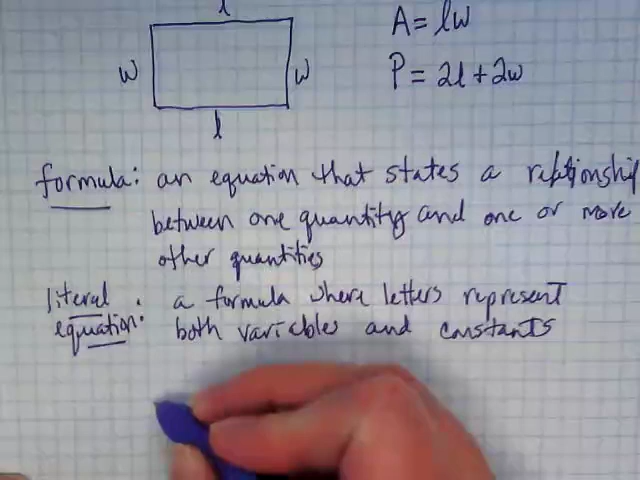 l
A = lw
w
w
P = 2l + 2w
l
formula: an equation that states a relationship
between one quantity and one or more
other quantities
literal equation: a formula where letters represent
both variables and constants